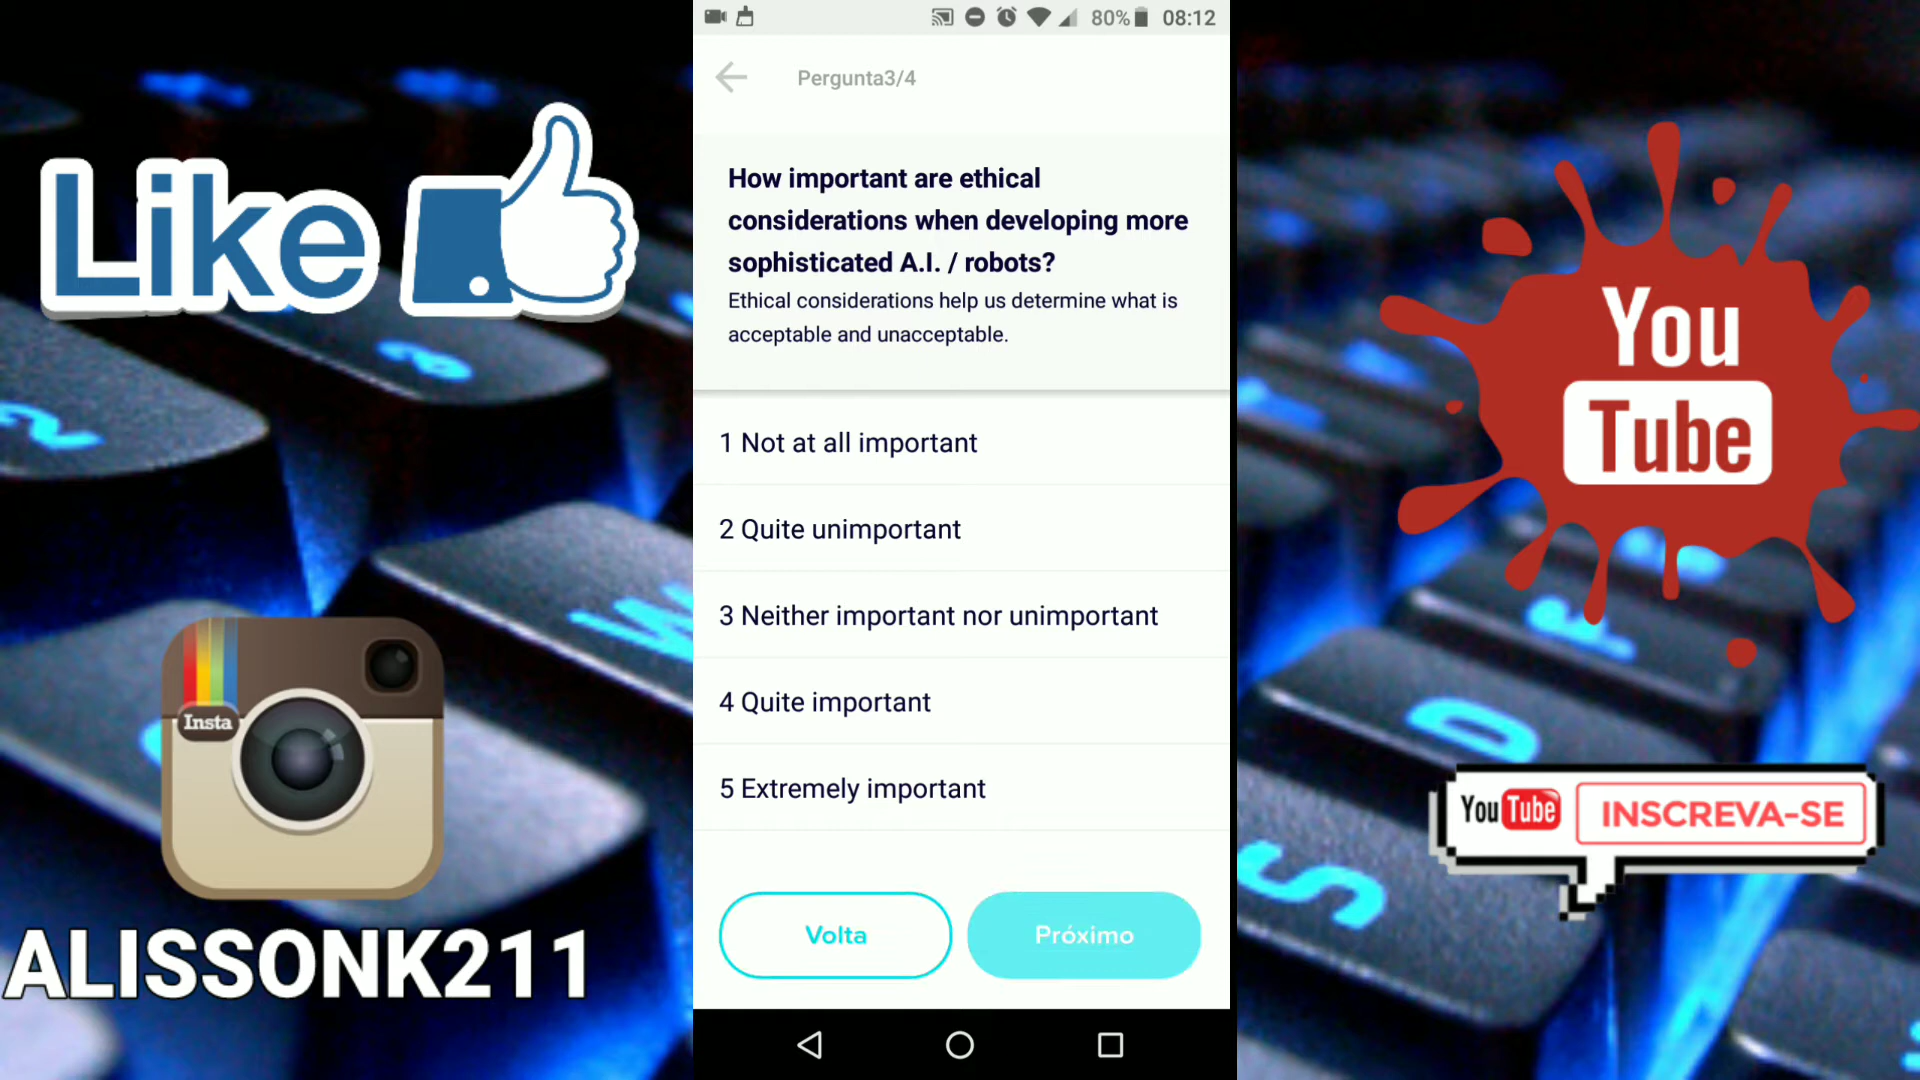 80%
08:12
Pergunta3/4
How important are ethical
considerations when developing more
sophisticated A.I. / robots?
Ethical considerations help us determine what is
acceptable and unacceptable.
1 Not at all important
2 Quite unimportant
3 Neither important nor unimportant
4 Quite important
5 Extremely important
Volta
Próximo
Like
Insta
ALISSONK211
You
Tube
YouTube
INSCREVA-SE
2
W
D
S